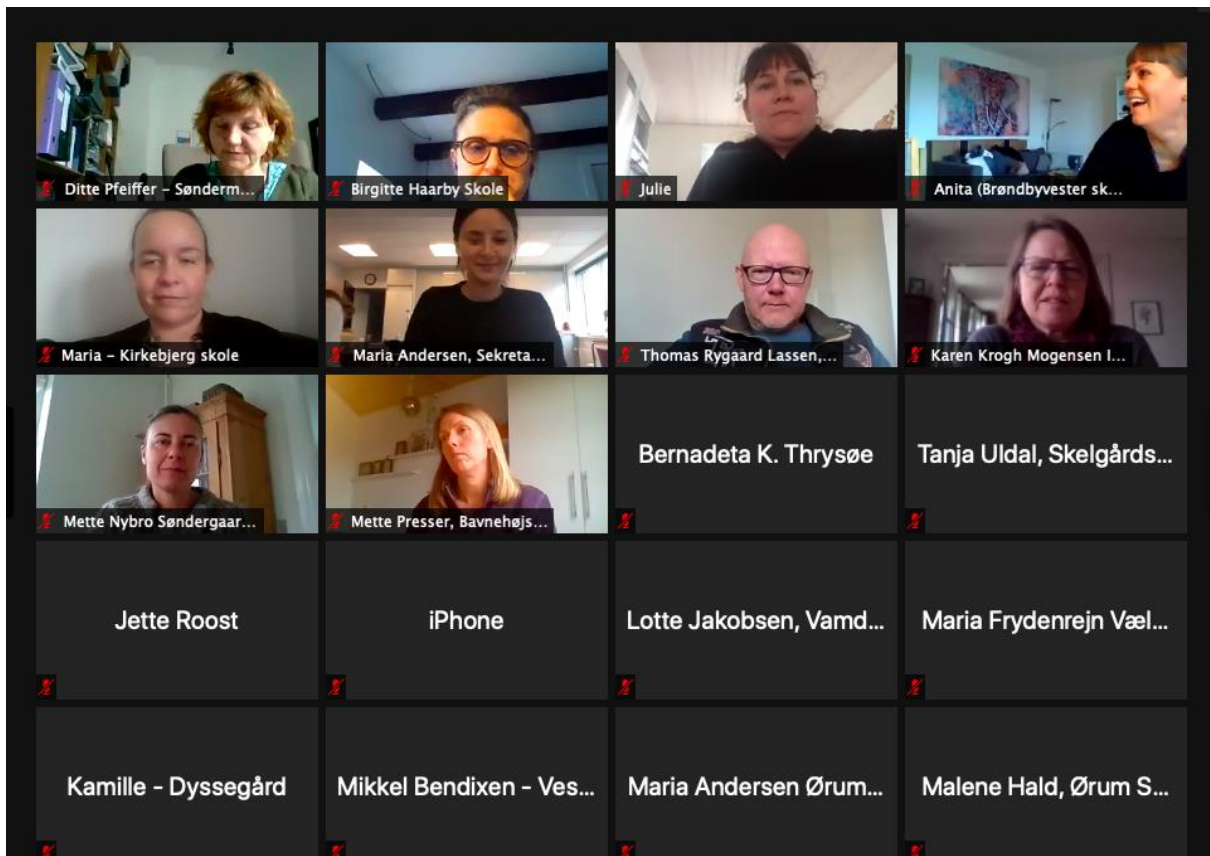 Ditte Pfeiffer – Sønderm...
Birgitte Haarby Skole
Julie
Anita (Brøndbyvester sk...
Maria – Kirkebjerg skole
Maria Andersen, Sekreta...
Thomas Rygaard Lassen,...
Karen Krogh Mogensen I...
Mette Nybro Søndergaar...
Mette Presser, Bavnehøjs...
Bernadeta K. Thrysøe
Tanja Uldal, Skelgårds...
Jette Roost
iPhone
Lotte Jakobsen, Vamd...
Maria Frydenrejn Væl...
Kamille - Dyssegård
Mikkel Bendixen - Ves...
Maria Andersen Ørum...
Malene Hald, Ørum S...